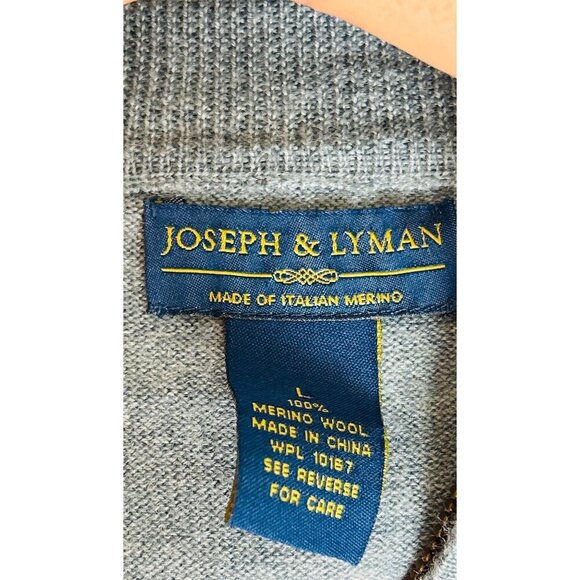 JOSEPH & LYMAN
MADE OF ITALIAN MERINO
L
100%
MERINO WOOL
MADE IN CHINA
WPL 10167
SEE REVERSE
FOR CARE